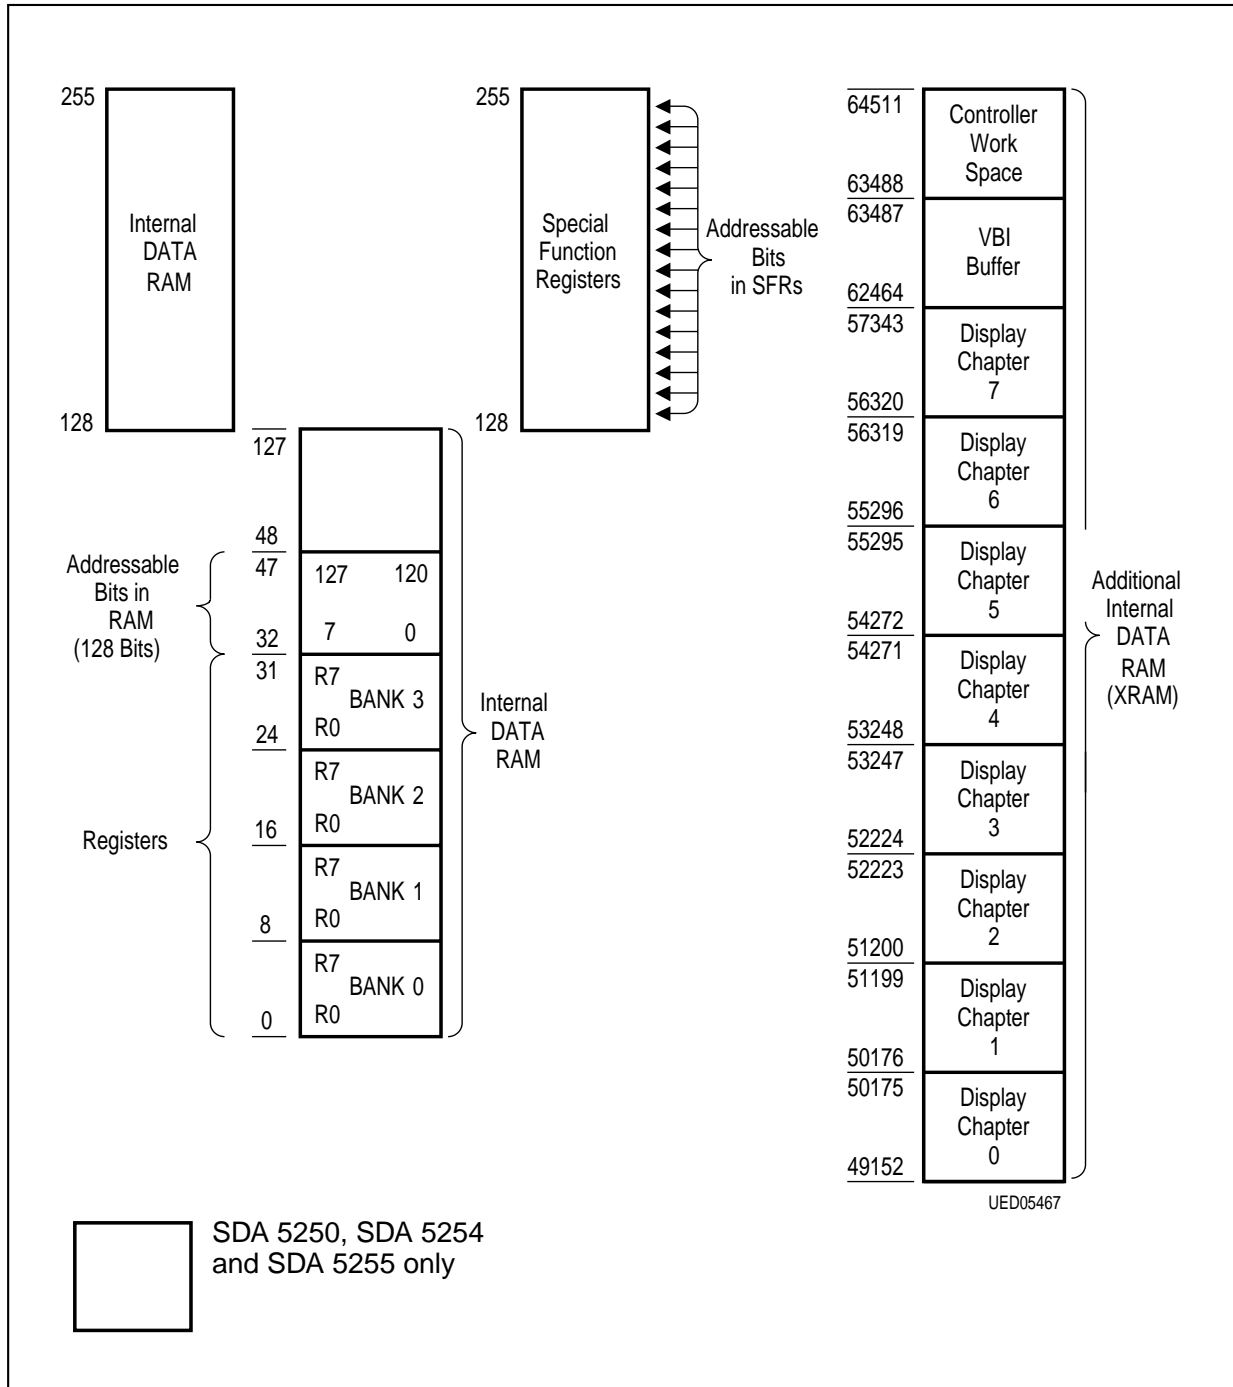 255
Internal
DATA
RAM
128
255
Special
Function
Registers
128
Addressable
Bits
in SFRs
127
48
47
32
31
24
16
8
0
Addressable
Bits in
RAM
(128 Bits)
Registers
127 120
7 0
R7
BANK 3
R0
R7
BANK 2
R0
R7
BANK 1
R0
R7
BANK 0
R0
Internal
DATA
RAM
64511
Controller
Work
Space
63488
63487
VBI
Buffer
62464
57343
Display
Chapter
7
56320
56319
Display
Chapter
6
55296
55295
Display
Chapter
5
54272
54271
Display
Chapter
4
53248
53247
Display
Chapter
3
52224
52223
Display
Chapter
2
51200
51199
Display
Chapter
1
50176
50175
Display
Chapter
0
49152
Additional
Internal
DATA
RAM
(XRAM)
UED05467
SDA 5250, SDA 5254
and SDA 5255 only